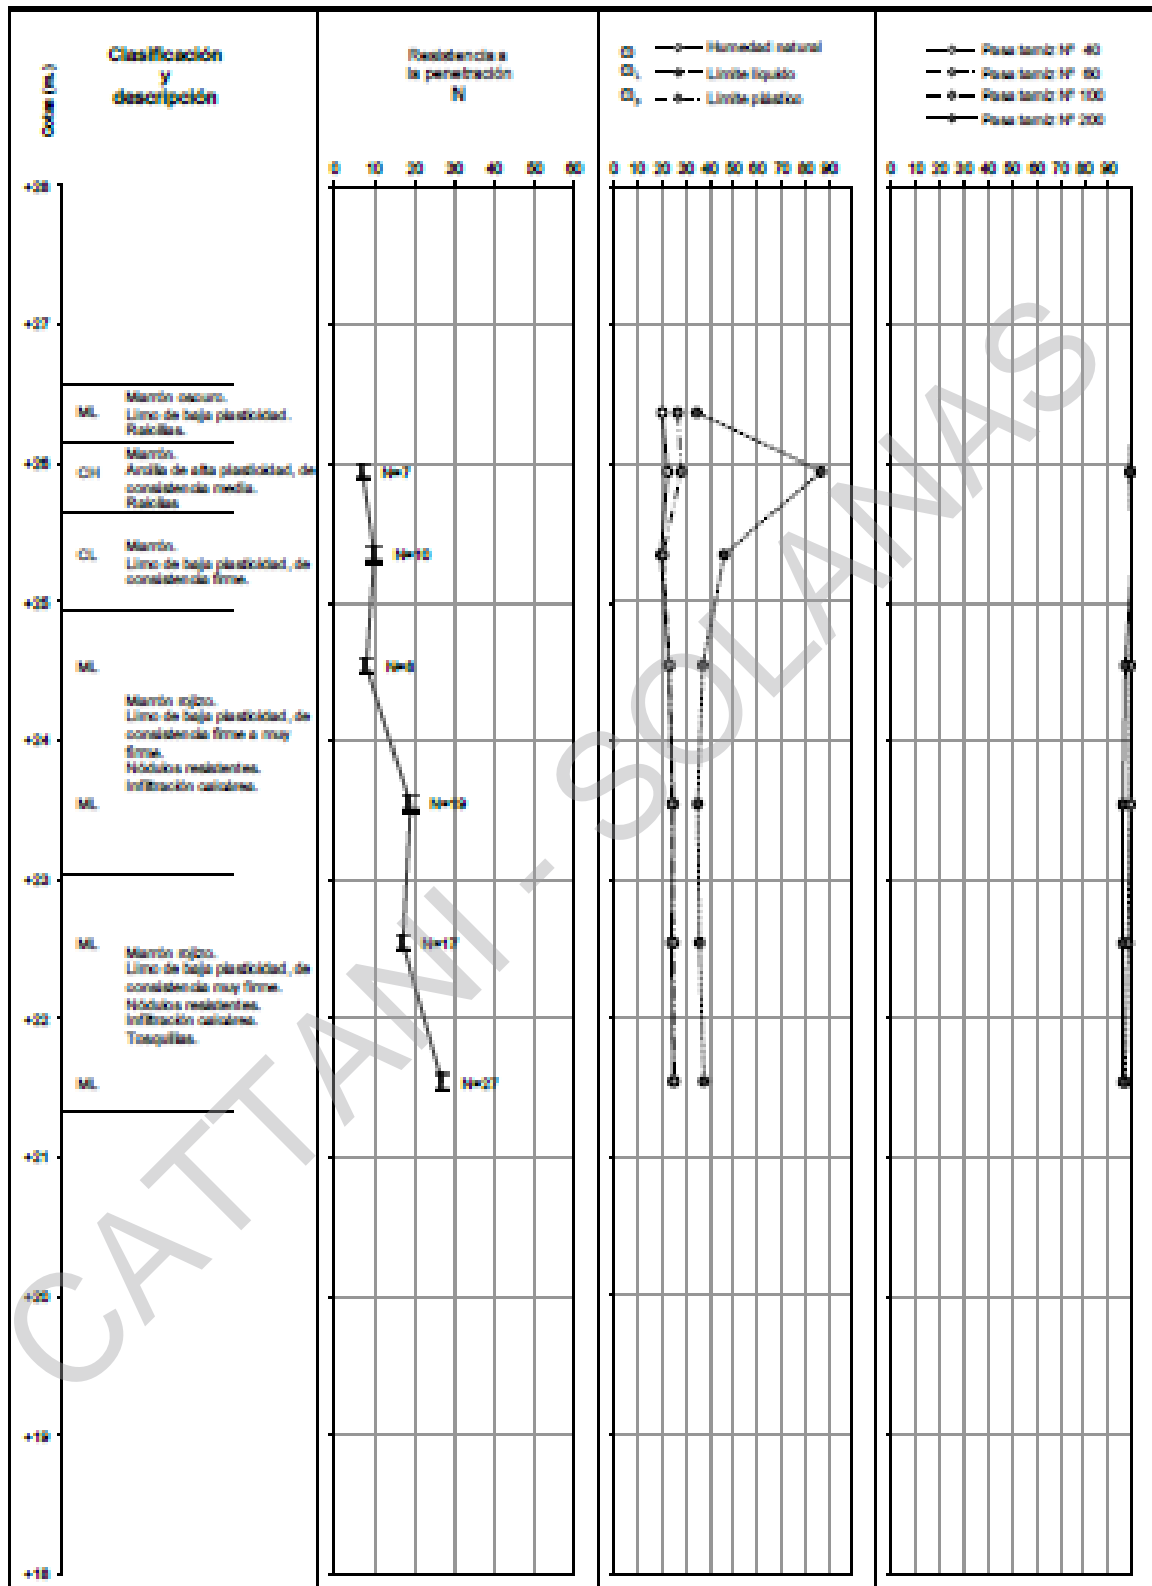 Clasificación
y
descripción
Cotas (m.)
Resistencia a
la penetración
N
Humedad natural
Límite líquido
Límite plástico
Pasa tamiz Nº 40
Pasa tamiz Nº 50
Pasa tamiz Nº 100
Pasa tamiz Nº 200
0 10 20 30 40 50 60
0 10 20 30 40 50 60 70 80 90
0 10 20 30 40 50 60 70 80 90
+28
+27
ML
Marrón oscuro.
Limo de baja plasticidad.
Raicillas.
+26
CH
Marrón.
Arcilla de alta plasticidad, de
consistencia media.
Raicillas
N=7
CL
Marrón.
Limo de baja plasticidad, de
consistencia firme.
N=10
+25
ML
N=8
Marrón rojizo.
Limo de baja plasticidad, de
consistencia firme a muy
firme.
Nódulos resistentes.
Infiltración calcáres.
+24
ML
N=19
+23
ML
N=17
Marrón rojizo.
Limo de baja plasticidad, de
consistencia muy firme.
Nódulos resistentes.
Infiltración calcáres.
Tosquillas.
+22
ML
N=27
+21
+20
+19
+18
CATTANI - SOLANAS